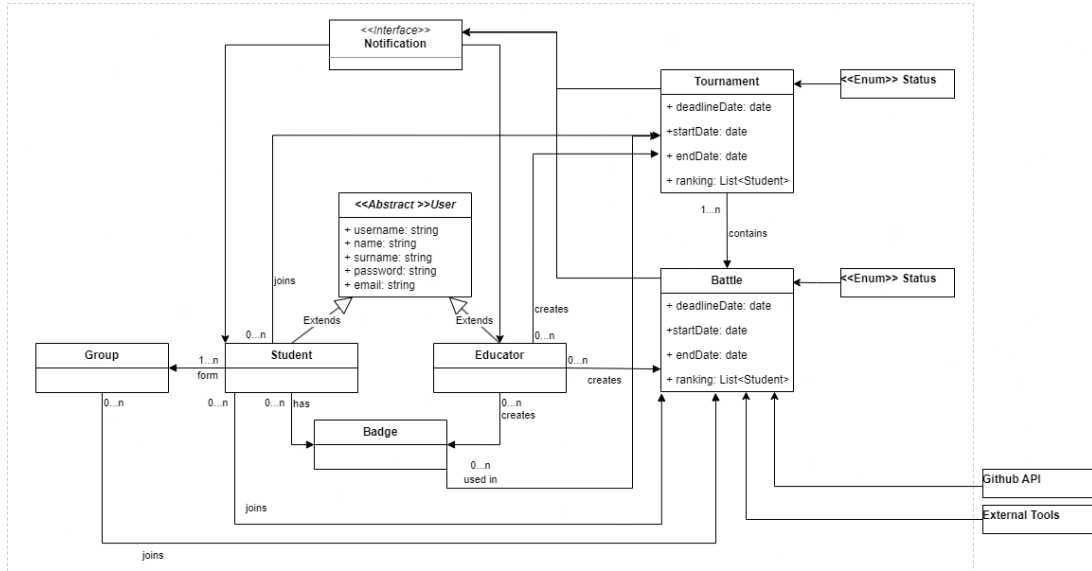 <<Interface>>
Notification
Tournament
+ deadlineDate: date
+startDate: date
+ endDate: date
+ ranking: List<Student>
<<Enum>> Status
<<Abstract >>User
+ username: string
+ name: string
+ surname: string
+ password: string
+ email: string
1...n
contains
joins
creates
Extends
Extends
Battle
+ deadlineDate: date
+startDate: date
+ endDate: date
+ ranking: List<Student>
<<Enum>> Status
0...n
0...n
Group
1...n
form
Student
Educator
0...n
creates
0...n
0...n
0...n
has
0...n
creates
Badge
0...n
used in
Github API
External Tools
joins
joins